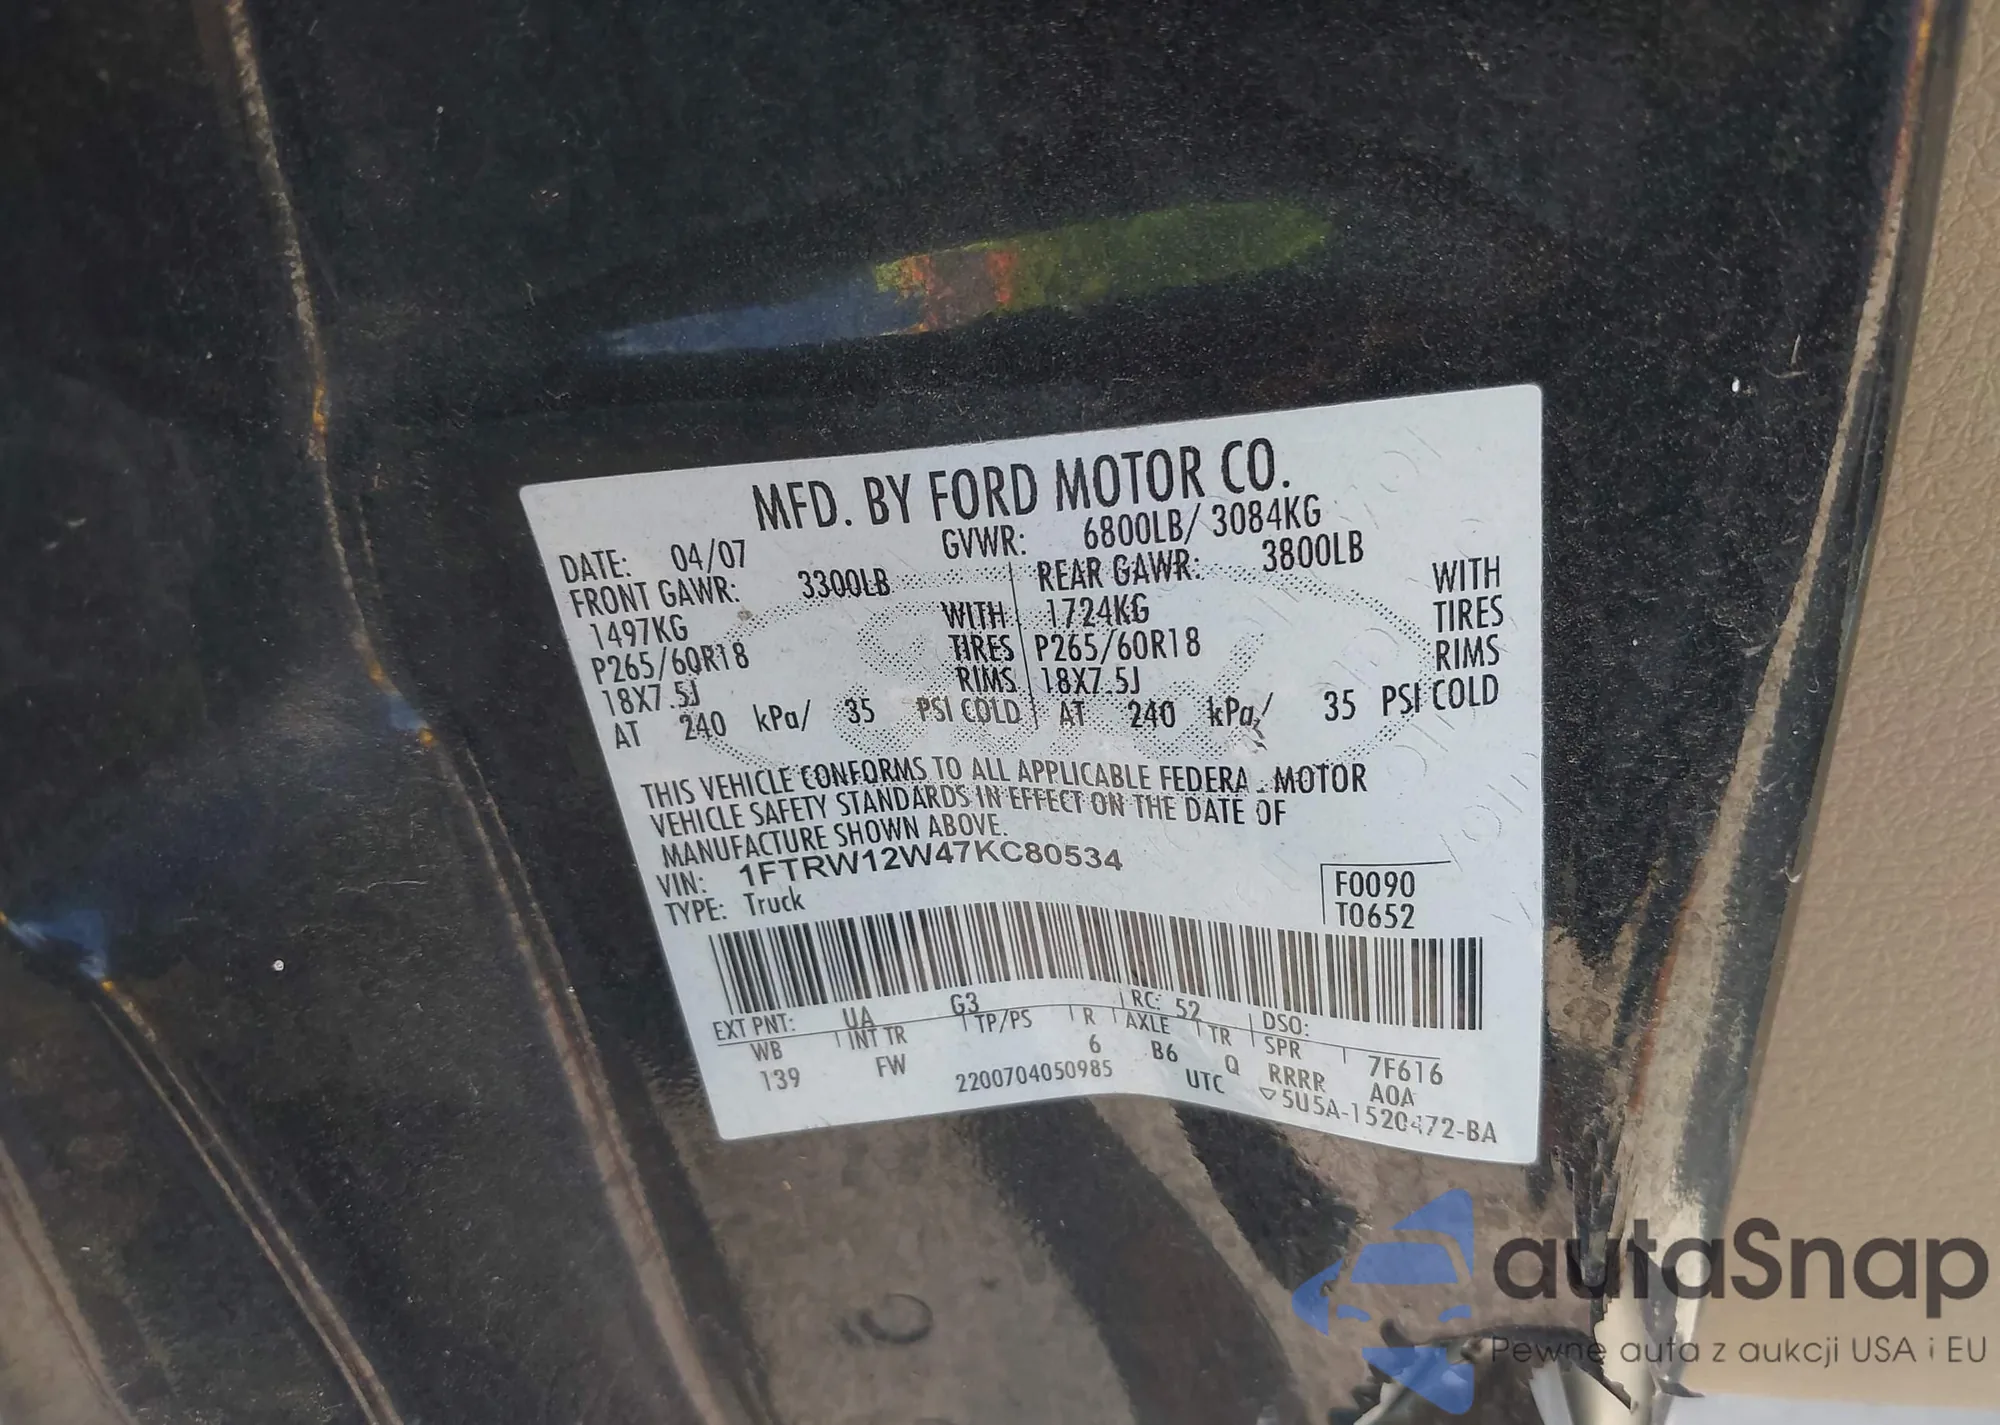 MFD. BY FORD MOTOR CO.
DATE: 04/07 GVWR: 6800LB/ 3084KG
FRONT GAWR: 3300LB REAR GAWR: 3800LB
1497KG WITH 1724KG WITH
P265/60R18 TIRES P265/60R18 TIRES
18X7.5J RIMS 18X7.5J RIMS
AT 240 kPa/ 35 PSI COLD AT 240 kPa/ 35 PSI COLD
THIS VEHICLE CONFORMS TO ALL APPLICABLE FEDERAL MOTOR
VEHICLE SAFETY STANDARDS IN EFFECT ON THE DATE OF
MANUFACTURE SHOWN ABOVE.
VIN: 1FTRW12W47KC80534
TYPE: Truck
F0090
T0652
EXT PNT: UA G3 RC: 52 DSO:
WB INT TR TP/PS R AXLE TR SPR 7F616
139 FW 6 B6 Q RRRR A0A
2200704050985 UTC ▽5U5A-1520472-BA
autaSnap
Pewne auta z aukcji USA i EU